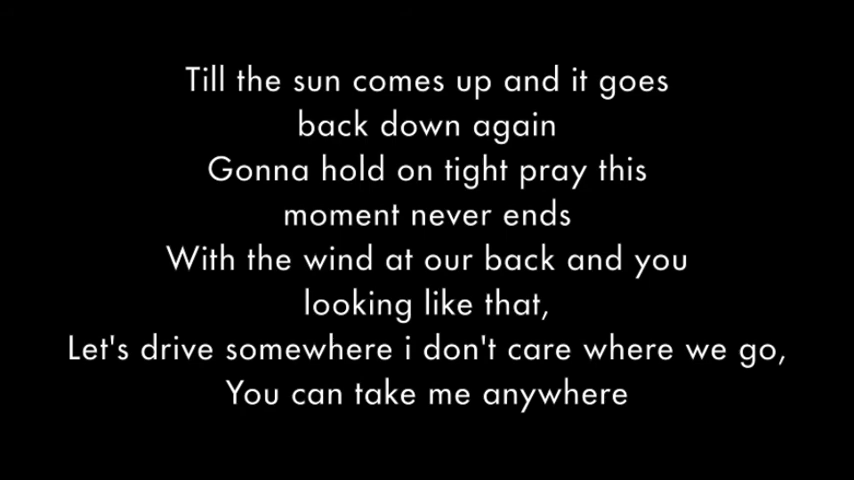 Till the sun comes up and it goes
back down again
Gonna hold on tight pray this
moment never ends
With the wind at our back and you
looking like that,
Let's drive somewhere i don't care where we go,
You can take me anywhere